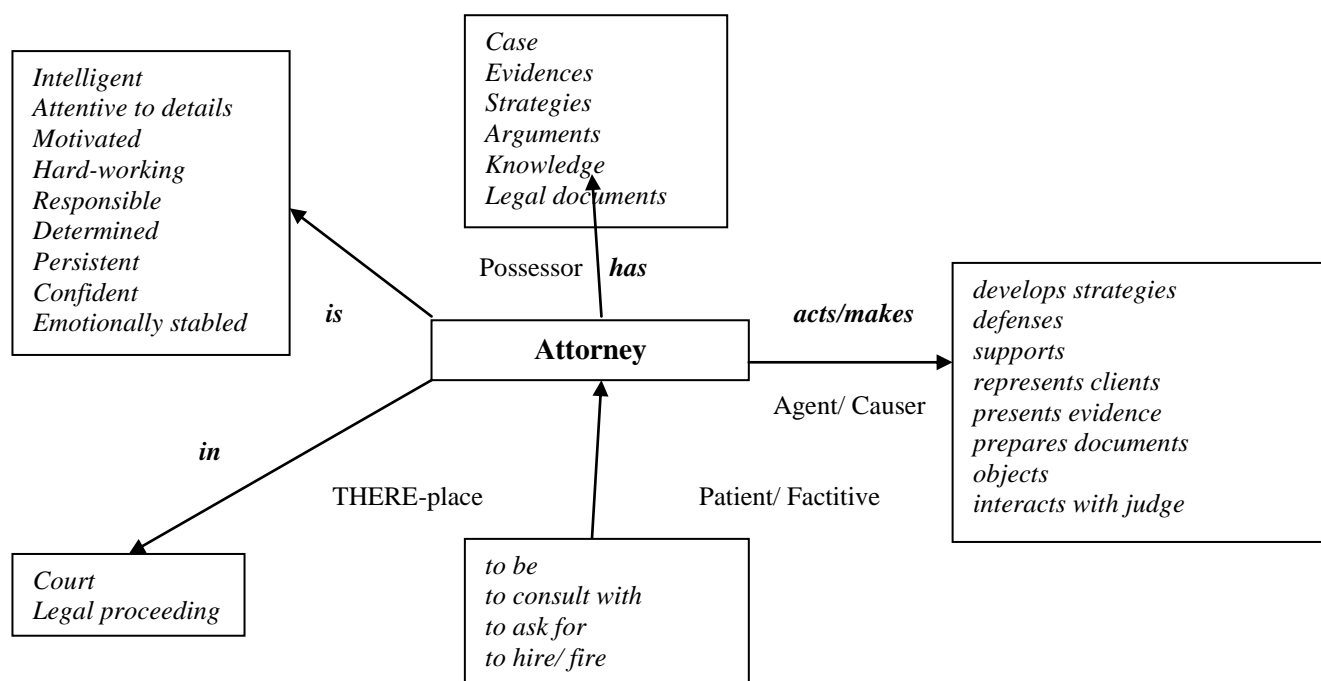 Intelligent
Attentive to details
Motivated
Hard-working
Responsible
Determined
Persistent
Confident
Emotionally stabled
Case
Evidences
Strategies
Arguments
Knowledge
Legal documents
Possessor has
is
Attorney
acts/makes
Agent/ Causer
develops strategies
defenses
supports
represents clients
presents evidence
prepares documents
objects
interacts with judge
in
THERE-place
Patient/ Factitive
Court
Legal proceeding
to be
to consult with
to ask for
to hire/ fire